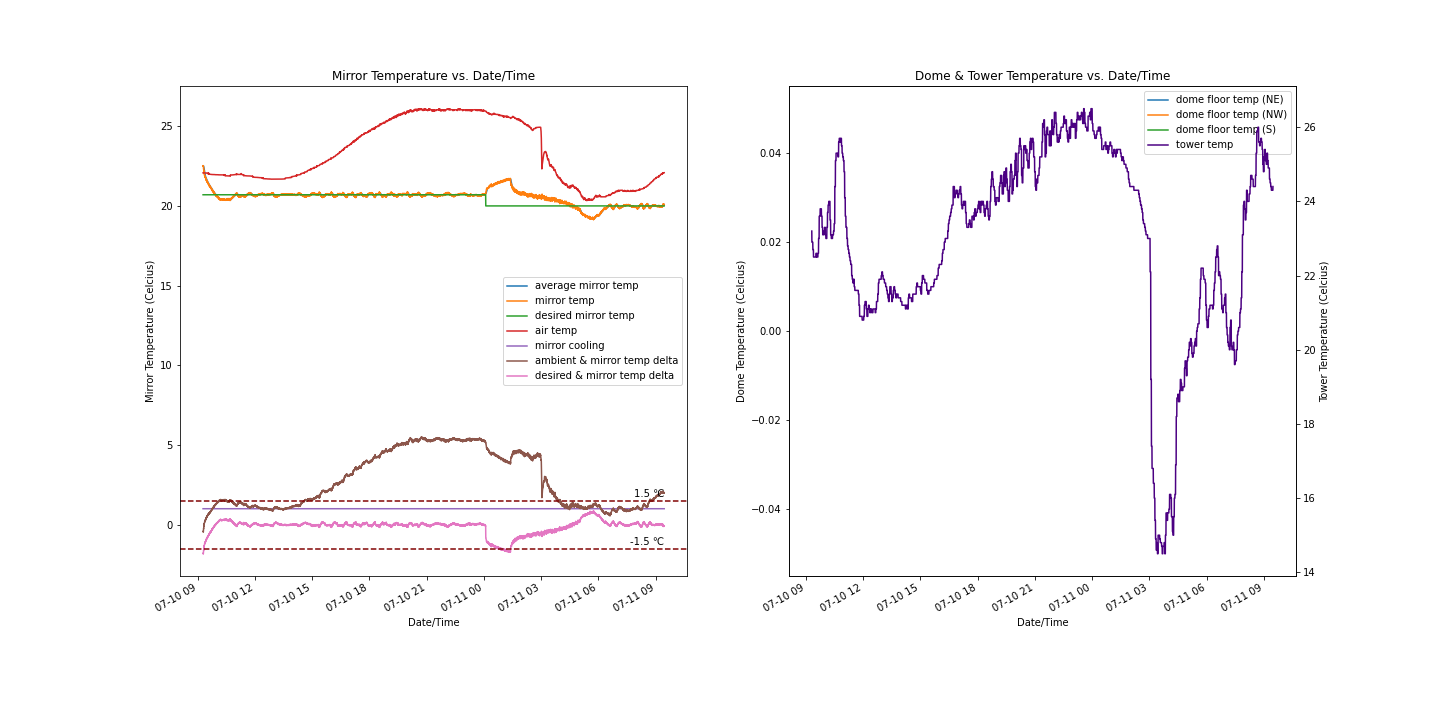 Mirror Temperature vs. Date/Time
Mirror Temperature (Celcius)
25
20
15
10
5
0
average mirror temp
mirror temp
desired mirror temp
air temp
mirror cooling
ambient & mirror temp delta
desired & mirror temp delta
1.5 °C
-1.5 °C
07-10 09
07-10 12
07-10 15
07-10 18
07-10 21
07-11 00
07-11 03
07-11 06
07-11 09
Date/Time
Dome & Tower Temperature vs. Date/Time
Dome Temperature (Celcius)
0.04
0.02
0.00
−0.02
−0.04
dome floor temp (NE)
dome floor temp (NW)
dome floor temp (S)
tower temp
26
24
22
20
18
16
14
Tower Temperature (Celcius)
07-10 09
07-10 12
07-10 15
07-10 18
07-10 21
07-11 00
07-11 03
07-11 06
07-11 09
Date/Time